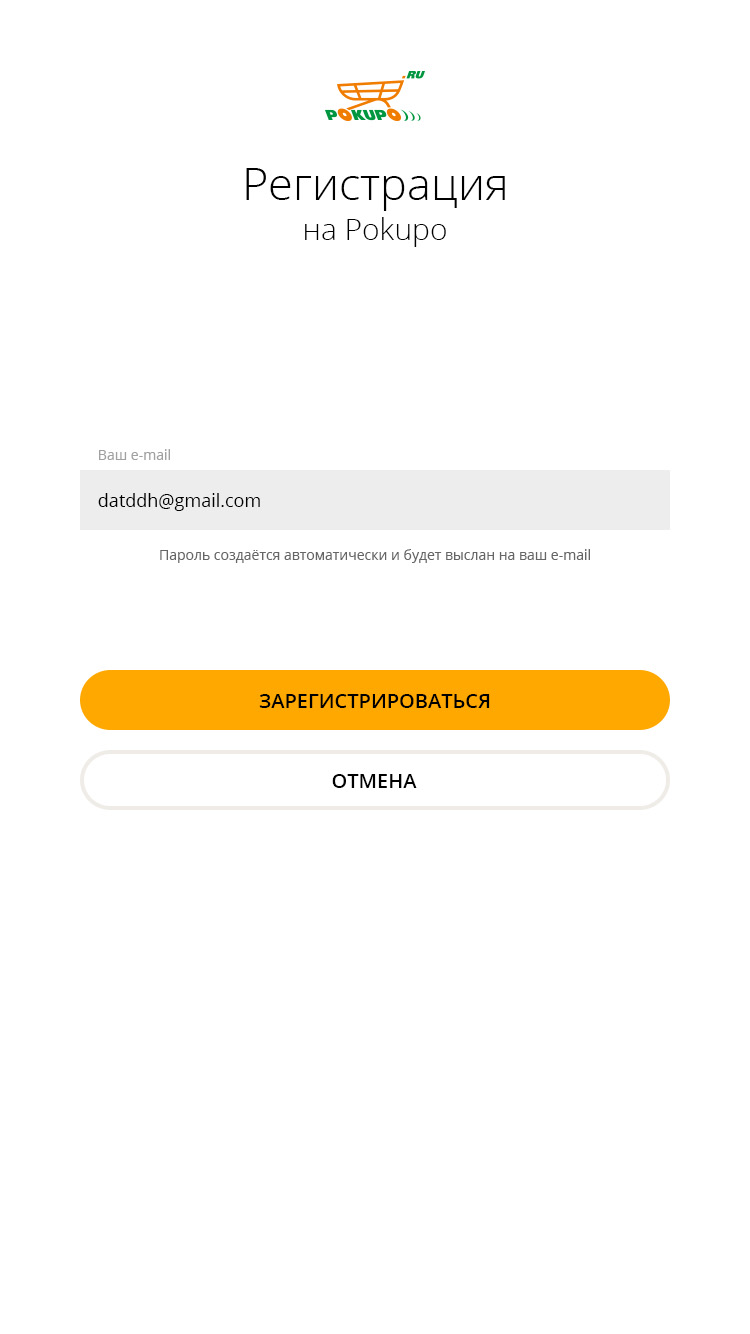 .RU
POKUPO
Регистрация
на Pokupo
Ваш e-mail
datddh@gmail.com
Пароль создаётся автоматически и будет выслан на ваш e-mail
ЗАРЕГИСТРИРОВАТЬСЯ
ОТМЕНА